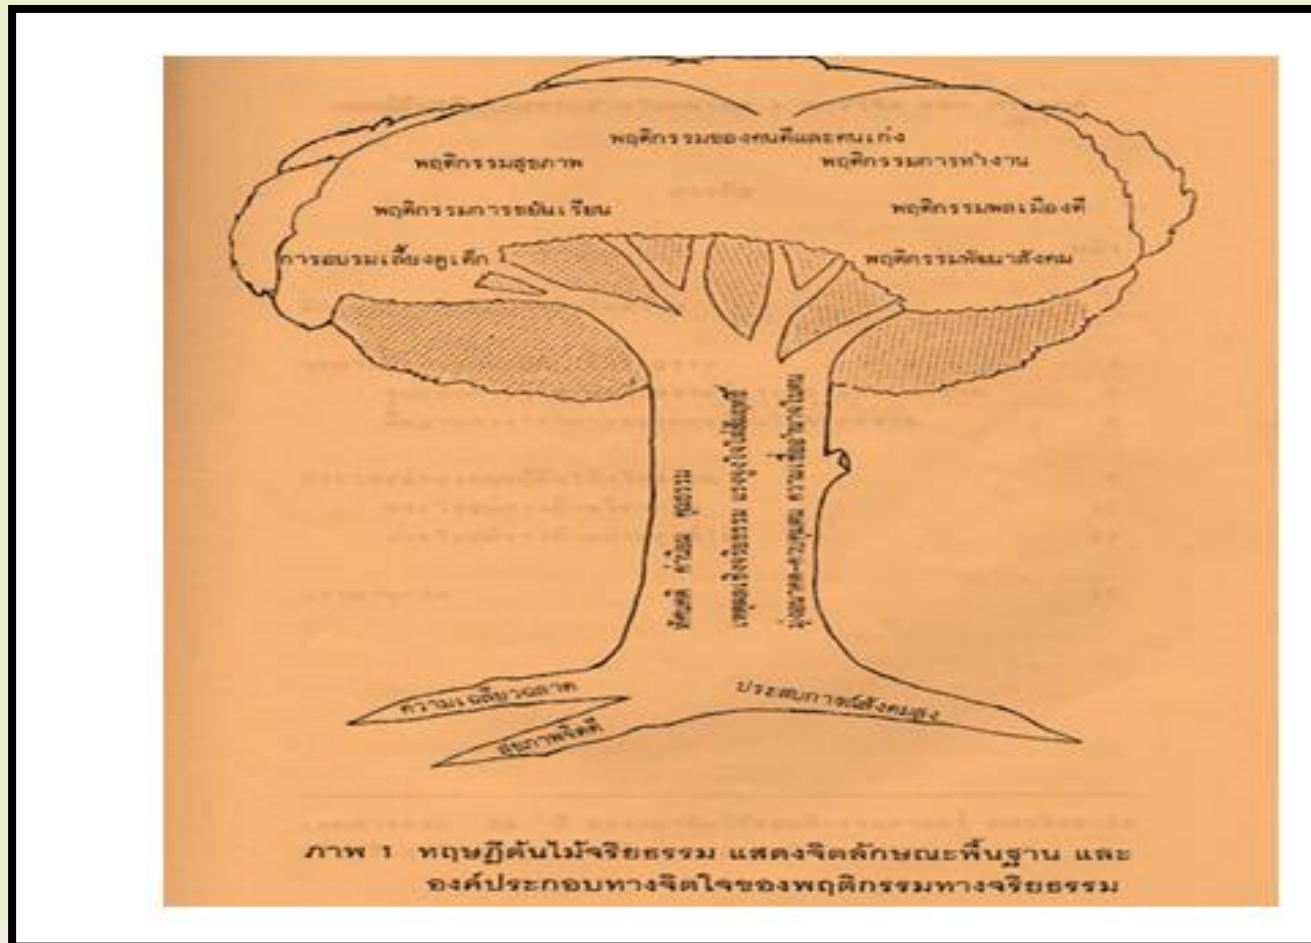 พฤติกรรมของคนดีและคนเก่ง
พฤติกรรมสุขภาพ
พฤติกรรมการทำงาน
พฤติกรรมการขยันเรียน
พฤติกรรมพลเมืองดี
การอบรมเลี้ยงดูเด็ก
พฤติกรรมพัฒนาสังคม
ทัศนคติ ค่านิยม คุณธรรม
เหตุผลเชิงจริยธรรม แรงจูงใจใฝ่สัมฤทธิ์
มุ่งอนาคต-ควบคุมตน ความเชื่ออำนาจในตน
ความเฉลียวฉลาด
ประสบการณ์สังคมสูง
สุขภาพจิตดี
ภาพ 1 ทฤษฎีต้นไม้จริยธรรม แสดงจิตลักษณะพื้นฐาน และ
องค์ประกอบทางจิตใจของพฤติกรรมทางจริยธรรม